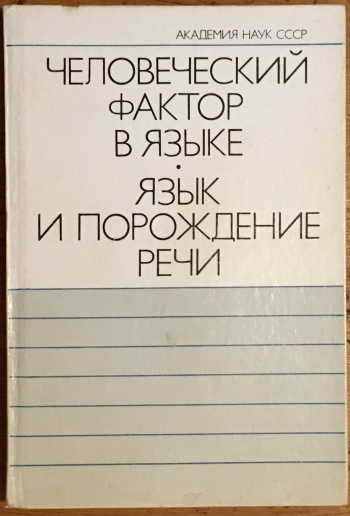 АКАДЕМИЯ НАУК СССР
ЧЕЛОВЕЧЕСКИЙ
ФАКТОР
В ЯЗЫКЕ
·
ЯЗЫК
И ПОРОЖДЕНИЕ
РЕЧИ